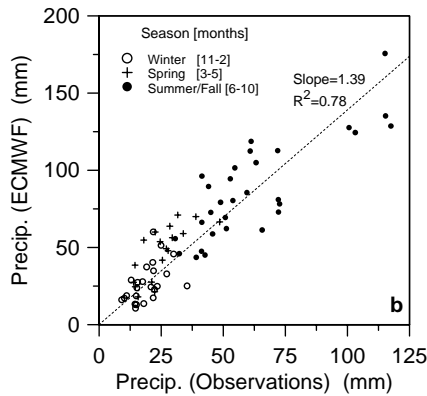 200
150
100
50
0
Precip. (ECMWF) (mm)
Season [months]
Winter [11-2]
Spring [3-5]
Summer/Fall [6-10]
Slope=1.39
R²=0.78
b
0 25 50 75 100 125
Precip. (Observations) (mm)